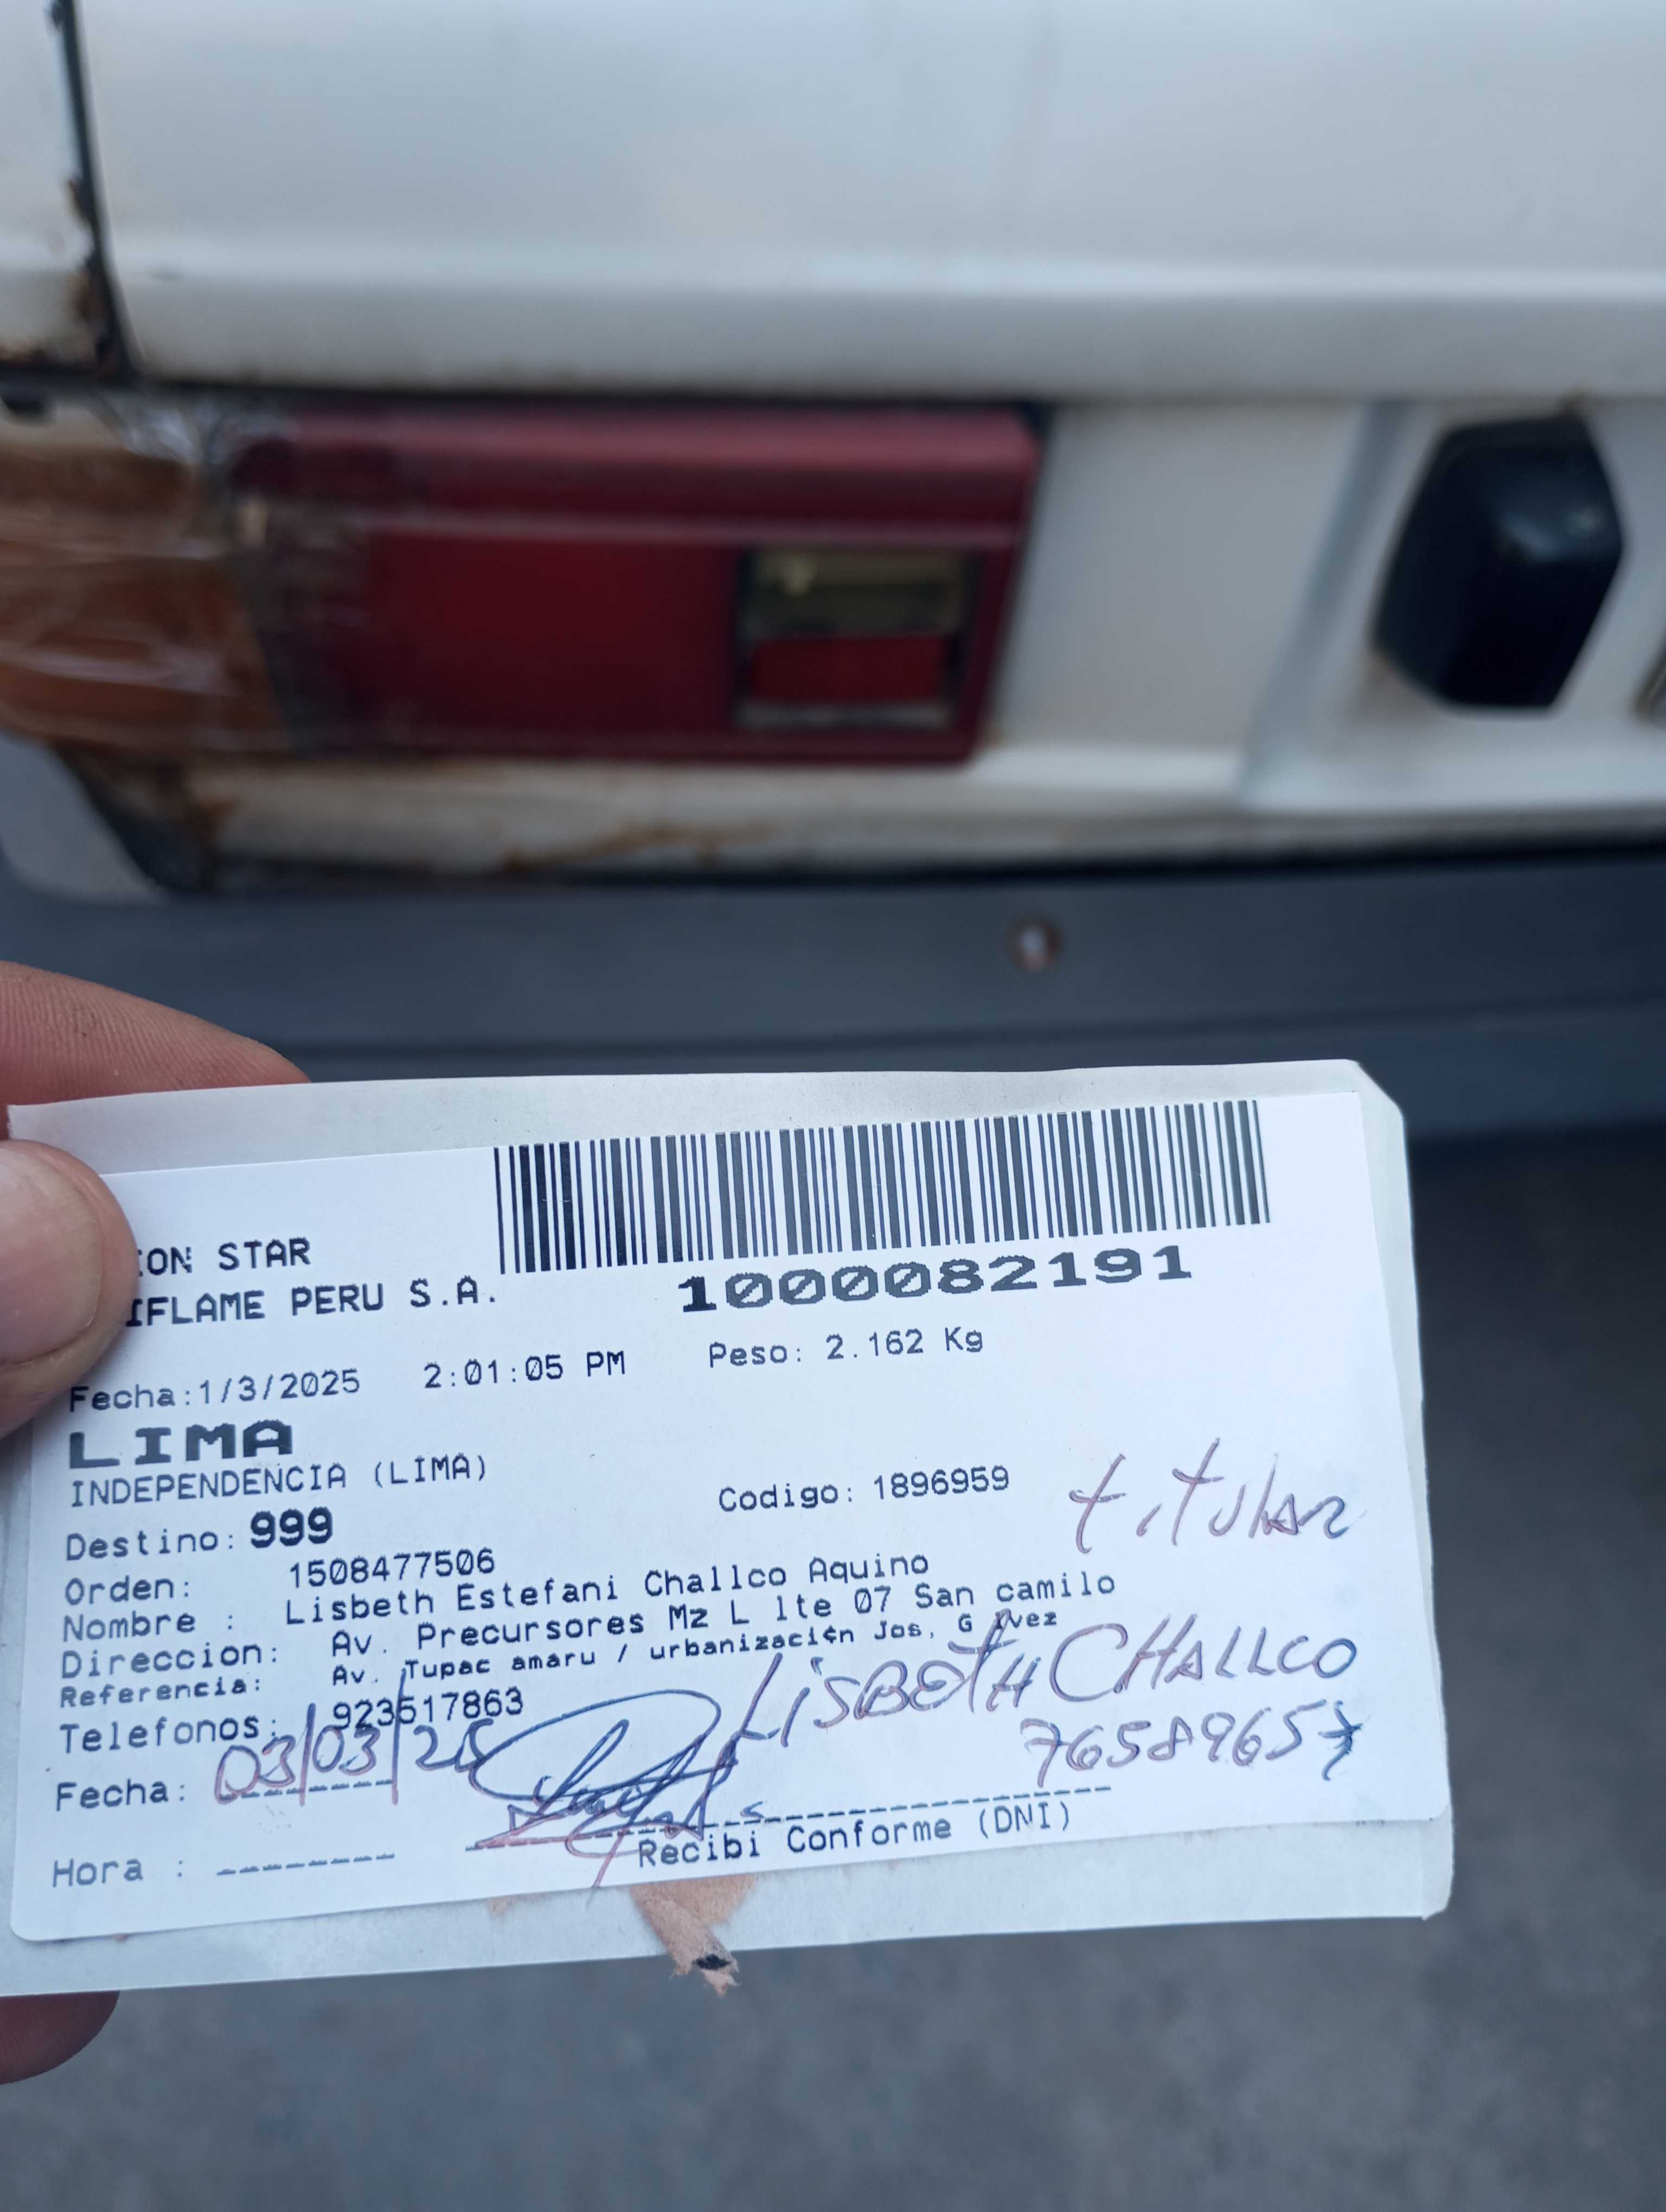 ON STAR
IFLAME PERU S.A.
1000082191
Fecha:1/3/2025 2:01:05 PM Peso: 2.162 Kg
LIMA
INDEPENDENCIA (LIMA)
Destino: 999 Codigo: 1896959
titular
Orden: 1508477506
Nombre : Lisbeth Estefani Challco Aquino
Direccion: Av. Precursores Mz L lte 07 San camilo
Referencia: Av. Tupac amaru / urbanizaci¢n Jos. G vez
Telefonos: 923517863
LISBETH CHALLCO
Fecha: 03/03/25
Hora : --------
Recibi Conforme (DNI)